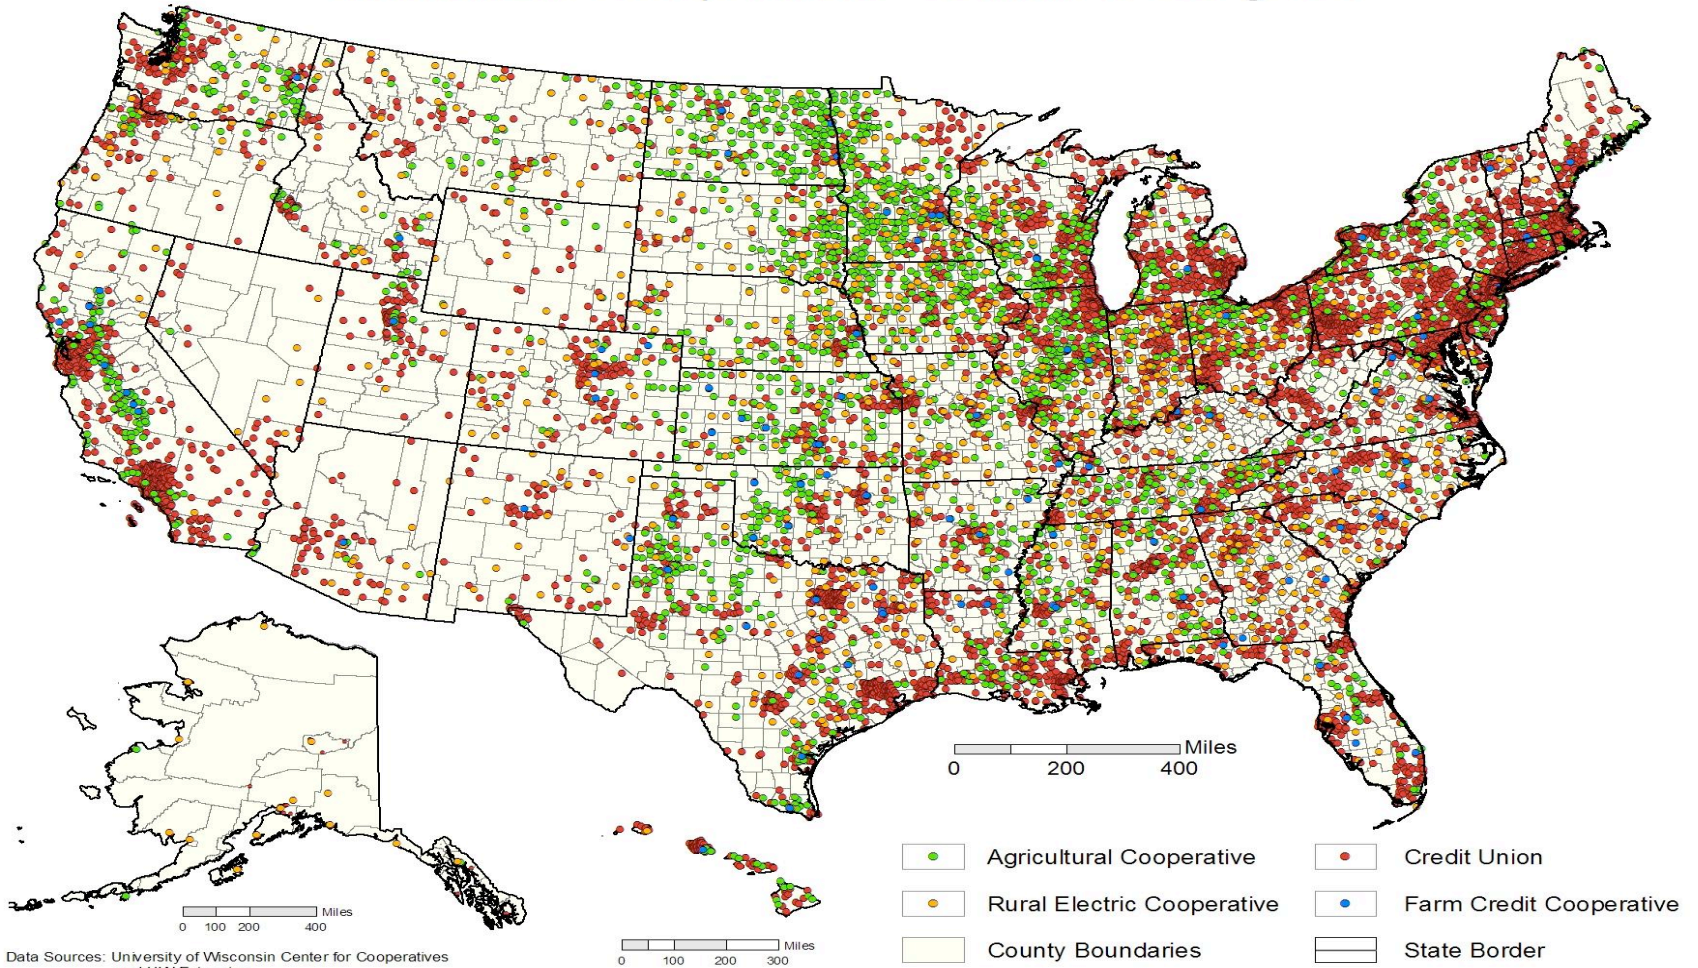 Miles
0 200 400
Agricultural Cooperative
Credit Union
Rural Electric Cooperative
Farm Credit Cooperative
County Boundaries
State Border
Miles
0 100 200 400
Miles
0 100 200 300
Data Sources: University of Wisconsin Center for Cooperatives